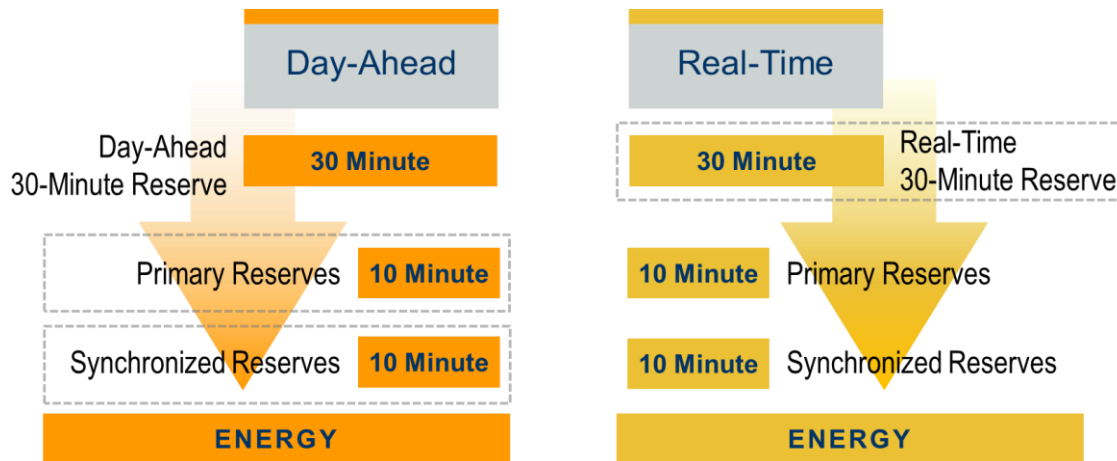 Day-Ahead
Day-Ahead
30-Minute Reserve
30 Minute
Primary Reserves
10 Minute
Synchronized Reserves
10 Minute
ENERGY
Real-Time
30 Minute
Real-Time
30-Minute Reserve
10 Minute
Primary Reserves
10 Minute
Synchronized Reserves
ENERGY